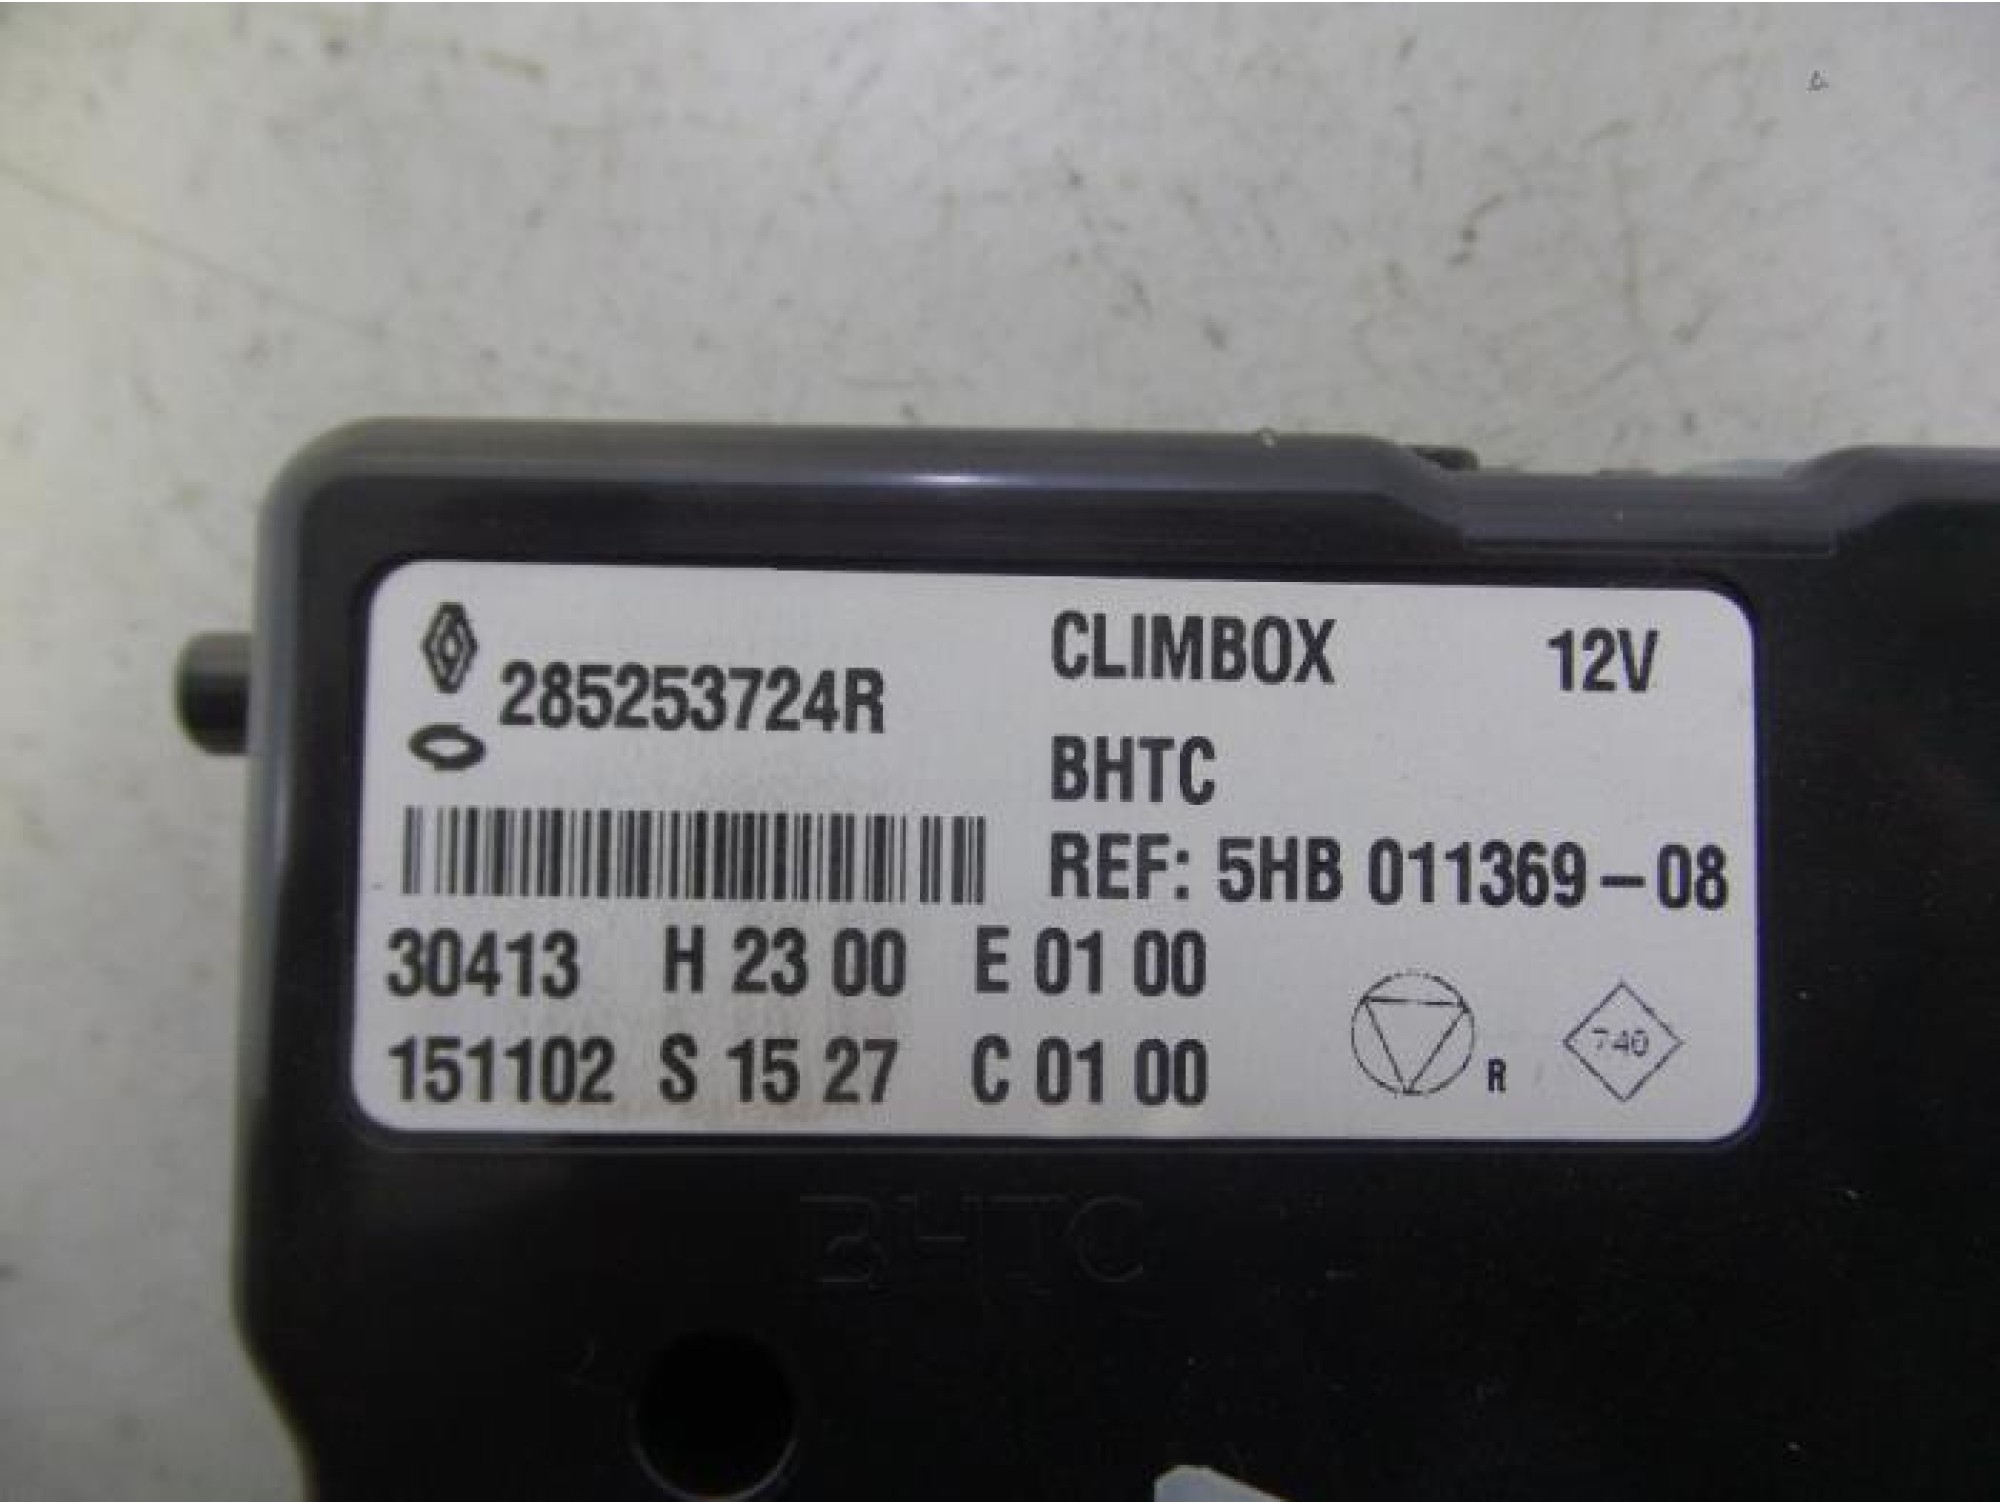 285253724R
CLIMBOX 12V
BHTC
REF: 5HB 011369-08
30413 H 23 00 E 01 00
151102 S 15 27 C 01 00
R
740
BHTC